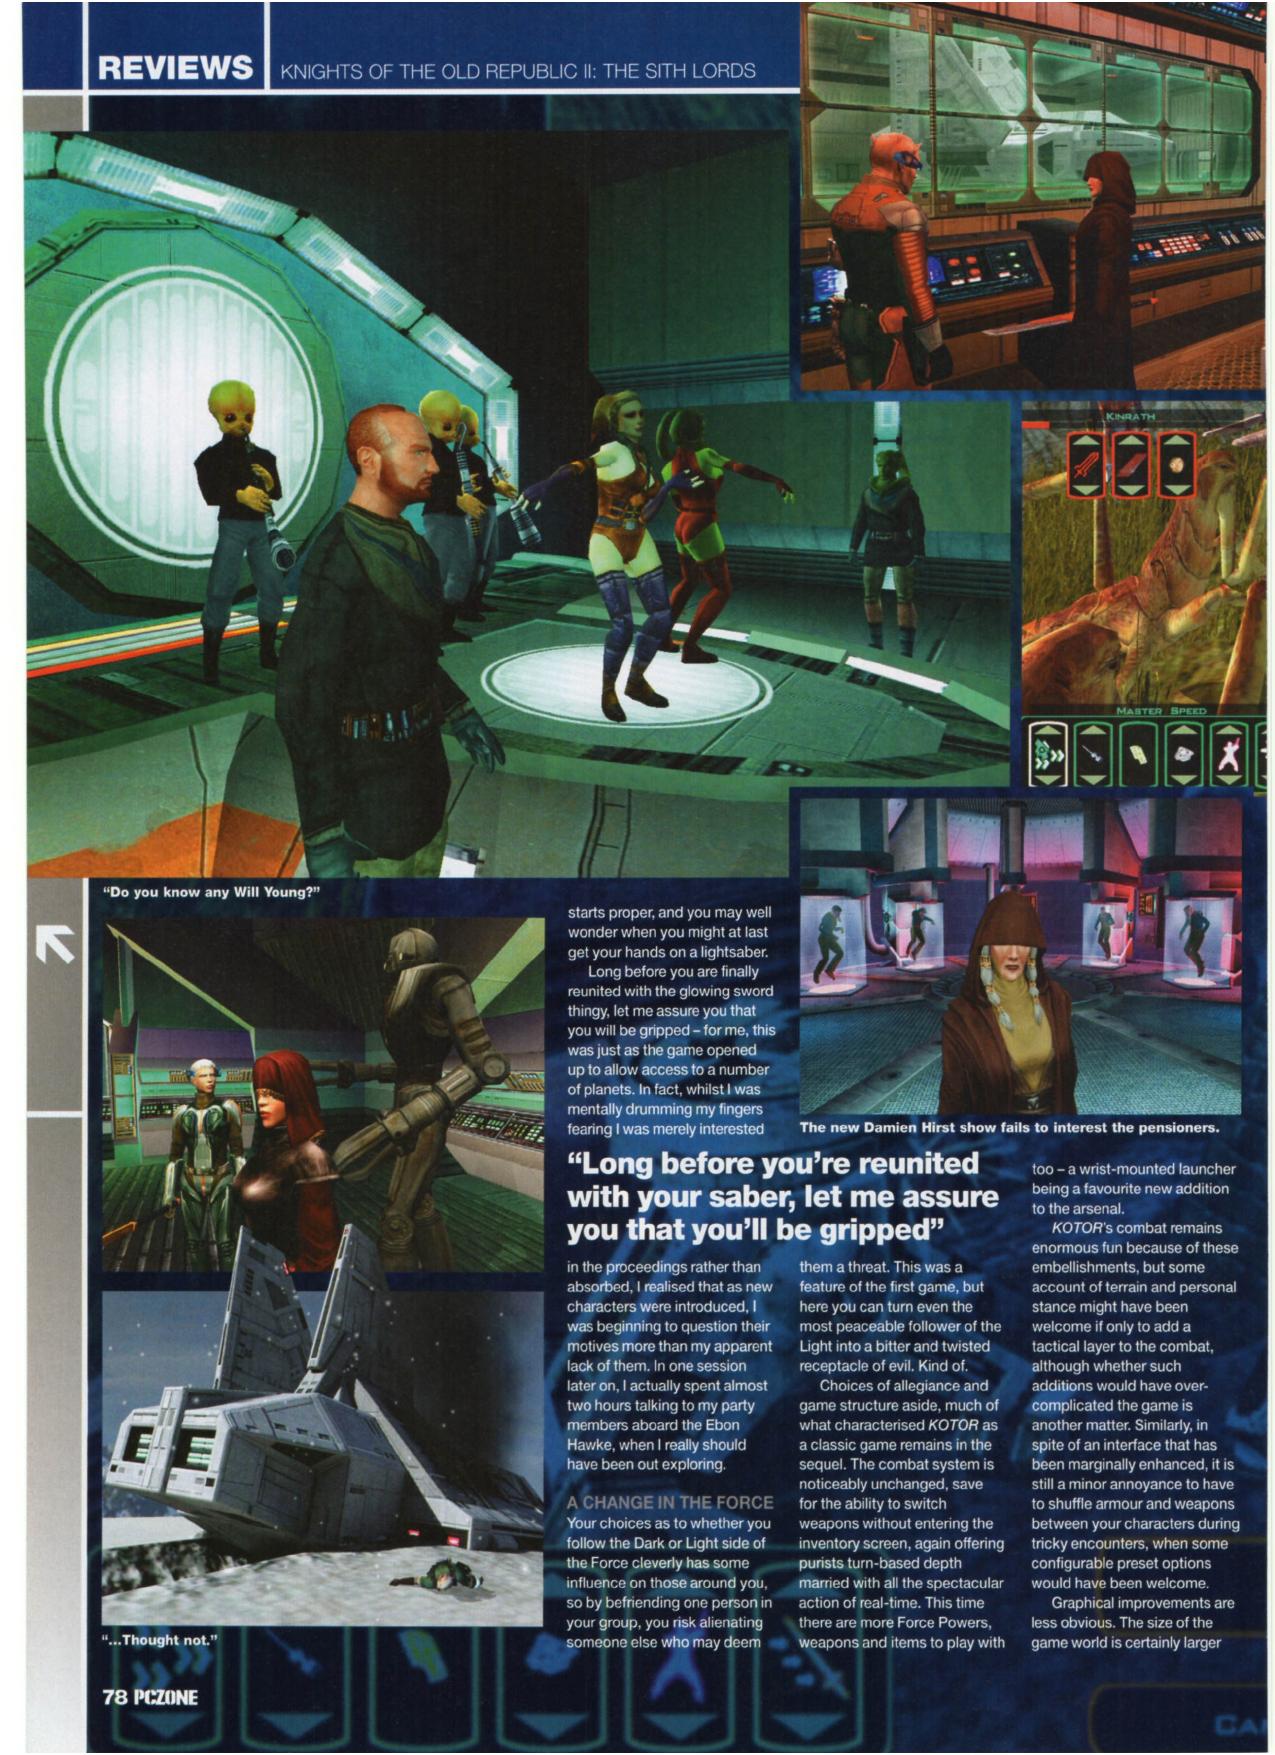 REVIEWS
KNIGHTS OF THE OLD REPUBLIC II: THE SITH LORDS
KINRATH
MASTER SPEED
"Do you know any Will Young?"
starts proper, and you may well
wonder when you might at last
get your hands on a lightsaber.
Long before you are finally
reunited with the glowing sword
thingy, let me assure you that
you will be gripped – for me, this
was just as the game opened
up to allow access to a number
of planets. In fact, whilst I was
mentally drumming my fingers
fearing I was merely interested
The new Damien Hirst show fails to interest the pensioners.
"Long before you're reunited
with your saber, let me assure
you that you'll be gripped"
in the proceedings rather than
absorbed, I realised that as new
characters were introduced, I
was beginning to question their
motives more than my apparent
lack of them. In one session
later on, I actually spent almost
two hours talking to my party
members aboard the Ebon
Hawke, when I really should
have been out exploring.
A CHANGE IN THE FORCE
Your choices as to whether you
follow the Dark or Light side of
the Force cleverly has some
influence on those around you,
so by befriending one person in
your group, you risk alienating
someone else who may deem
them a threat. This was a
feature of the first game, but
here you can turn even the
most peaceable follower of the
Light into a bitter and twisted
receptacle of evil. Kind of.
Choices of allegiance and
game structure aside, much of
what characterised KOTOR as
a classic game remains in the
sequel. The combat system is
noticeably unchanged, save
for the ability to switch
weapons without entering the
inventory screen, again offering
purists turn-based depth
married with all the spectacular
action of real-time. This time
there are more Force Powers,
weapons and items to play with
too – a wrist-mounted launcher
being a favourite new addition
to the arsenal.
KOTOR's combat remains
enormous fun because of these
embellishments, but some
account of terrain and personal
stance might have been
welcome if only to add a
tactical layer to the combat,
although whether such
additions would have over-
complicated the game is
another matter. Similarly, in
spite of an interface that has
been marginally enhanced, it is
still a minor annoyance to have
to shuffle armour and weapons
between your characters during
tricky encounters, when some
configurable preset options
would have been welcome.
Graphical improvements are
less obvious. The size of the
game world is certainly larger
"...Thought not."
78 PCZONE
CA